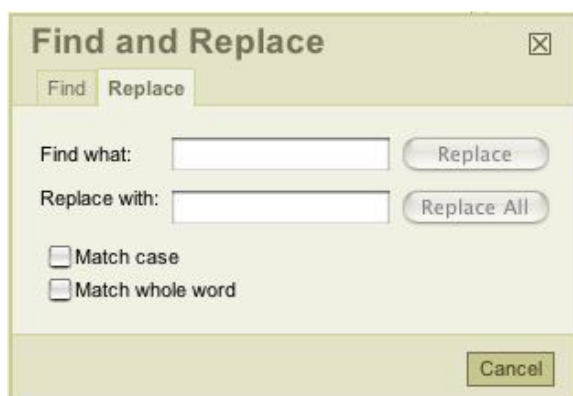 Find and Replace
Find Replace
Find what: Replace
Replace with: Replace All
Match case
Match whole word
Cancel